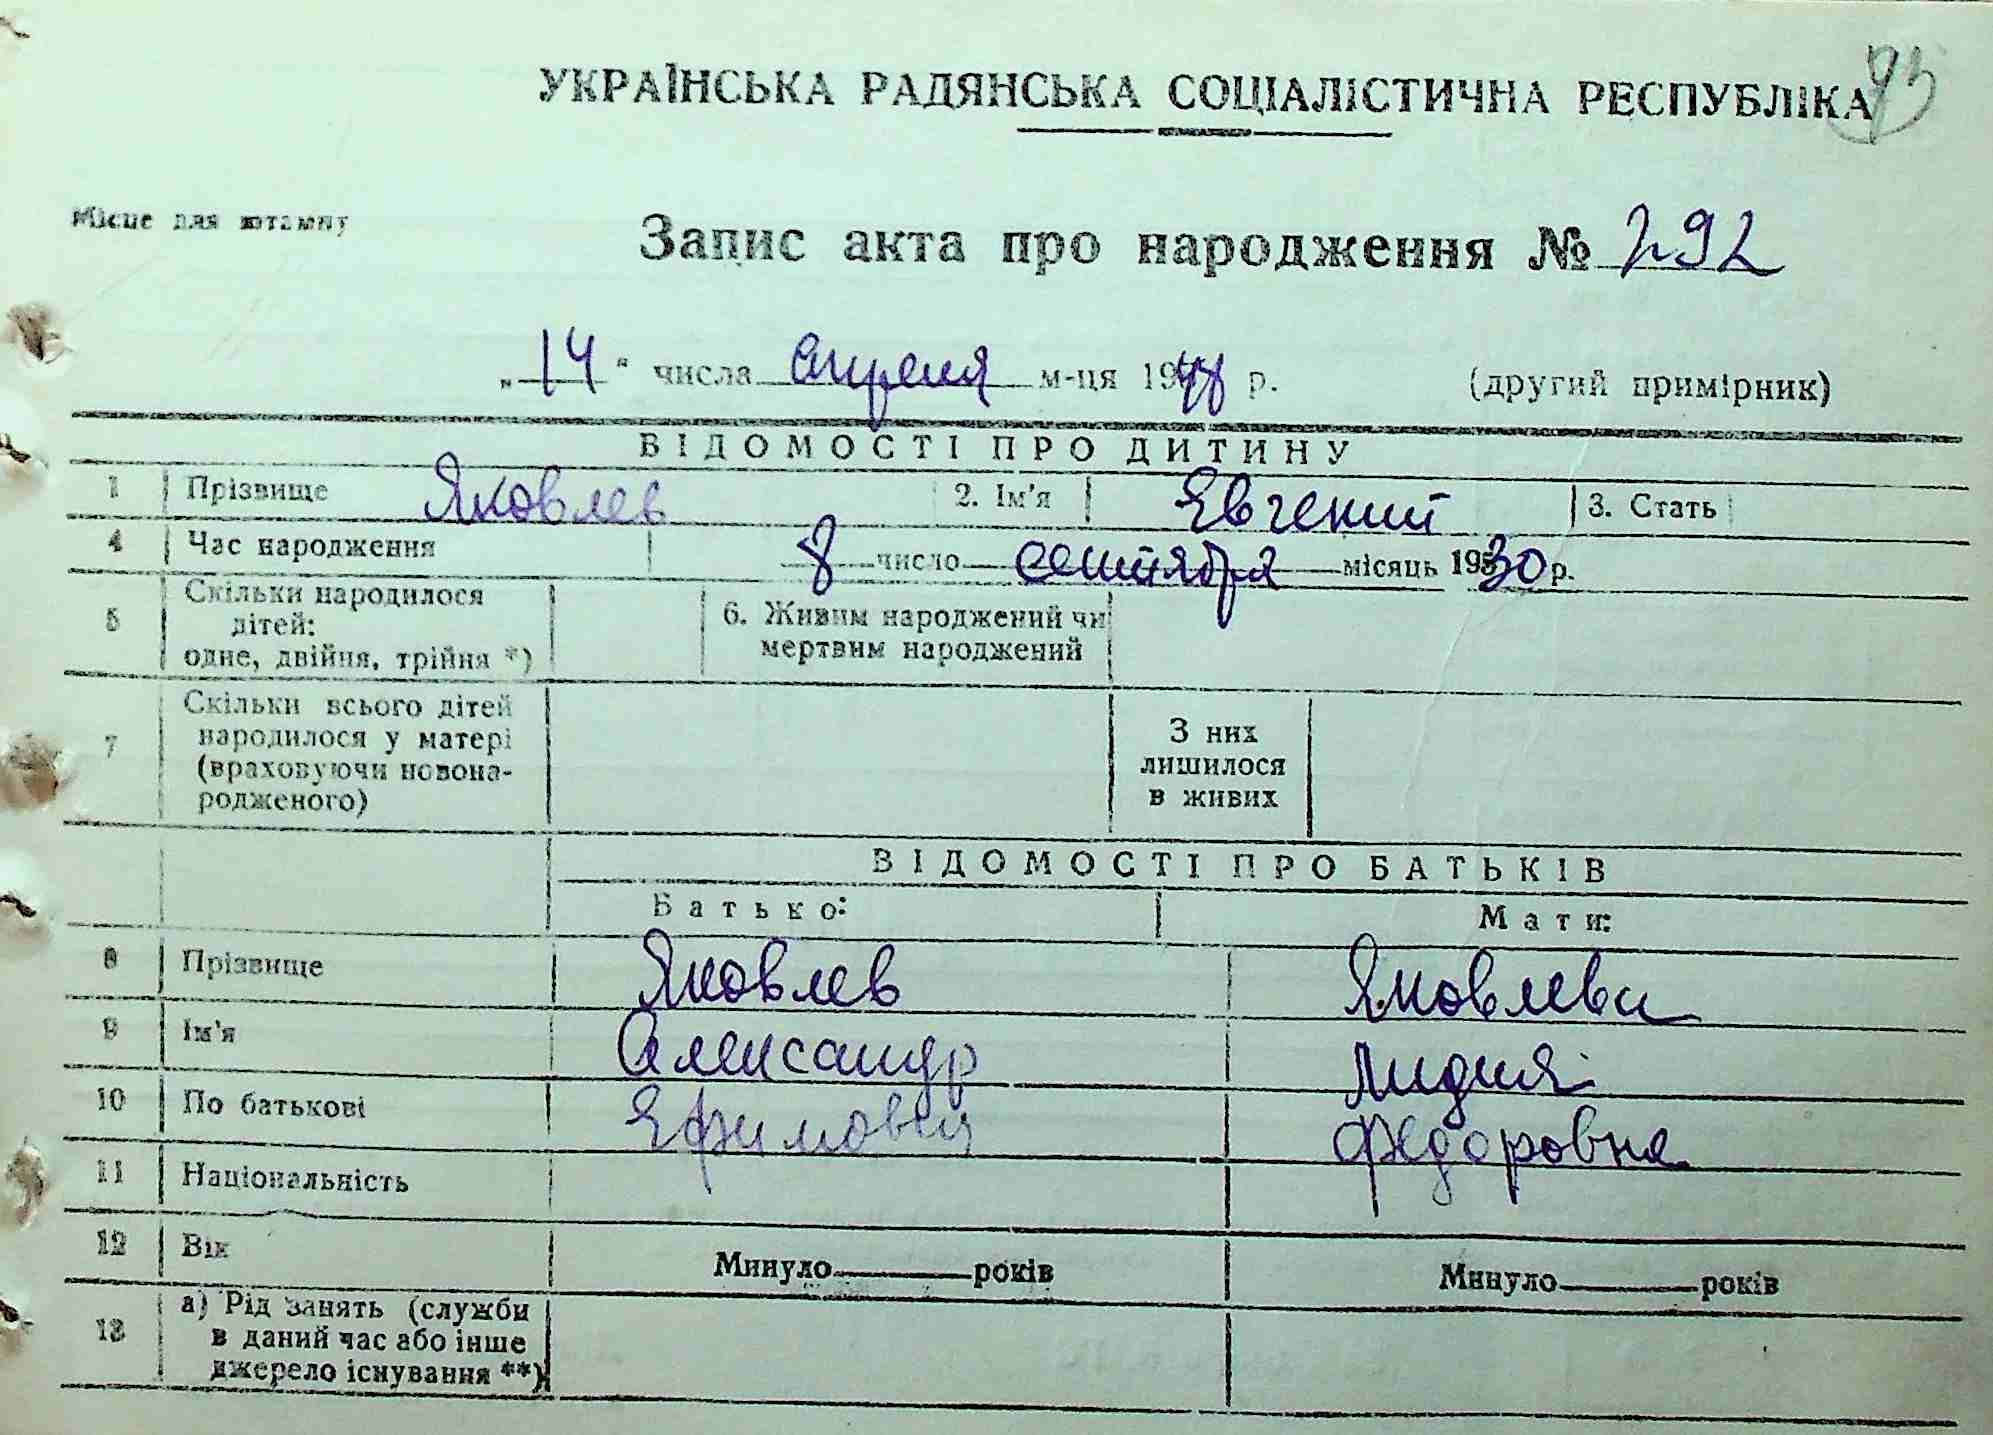 93
УКРАЇНСЬКА РАДЯНСЬКА СОЦІАЛІСТИЧНА РЕСПУБЛІКА
Місце для штампу
Запис акта про народження № 292
„14“ числа апреля м-ця 1948 р. (другий примірник)
ВІДОМОСТІ ПРО ДИТИНУ
1 Прізвище Яковлев 2. Ім'я Евгений 3. Стать
4 Час народження 8 число сентября місяць 1930 р.
5 Скільки народилося дітей: одне, двійня, трійня *) 6. Живим народжений чи мертвим народжений
7 Скільки всього дітей народилося у матері (враховуючи новона-родженого) З них лишилося в живих
ВІДОМОСТІ ПРО БАТЬКІВ
Батько: Мати:
8 Прізвище Яковлев Яковлева
9 Ім'я Александр Лидия
10 По батькові Ефимович Федоровна
11 Національність
12 Вік Минуло років Минуло років
13 а) Рід занять (служби в даний час або інше джерело існування **)